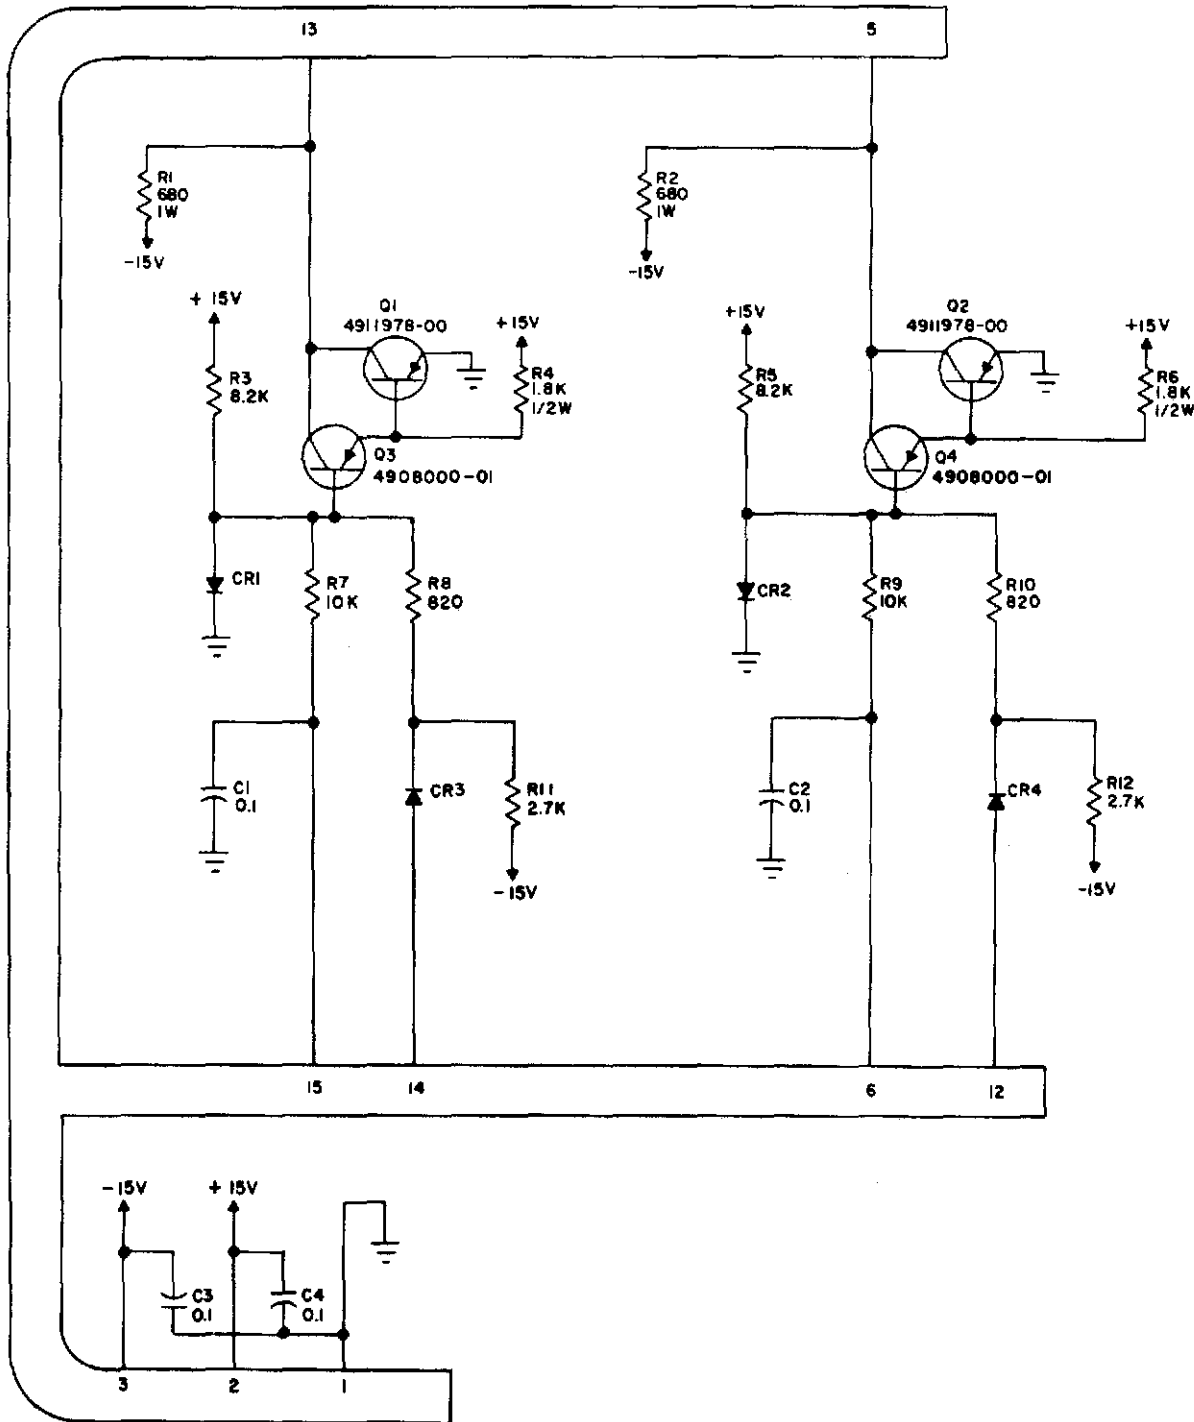 13
5
R1
680
1W
-15V
R2
680
1W
-15V
+15V
Q1
4911978-00
+15V
R3
8.2K
R4
1.8K
1/2W
Q3
4908000-01
+15V
Q2
4911978-00
+15V
R5
8.2K
R6
1.8K
1/2W
Q4
4908000-01
CR1
R7
10K
R8
820
CR2
R9
10K
R10
820
C1
0.1
CR3
R11
2.7K
-15V
C2
0.1
CR4
R12
2.7K
-15V
15
14
6
12
-15V
+15V
C3
0.1
C4
0.1
3
2
1